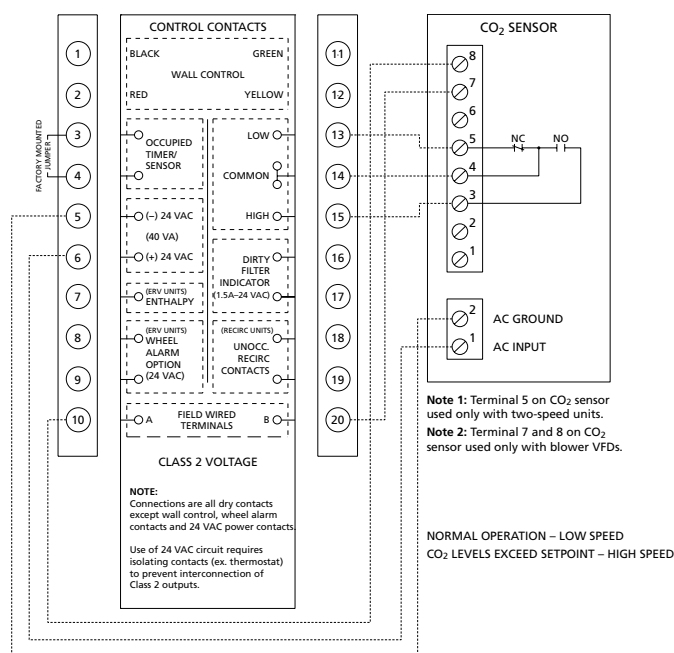 CONTROL CONTACTS
CO2 SENSOR
1
2
3
4
5
6
7
8
9
10
FACTORY MOUNTED
JUMPER
BLACK
GREEN
WALL CONTROL
RED
YELLOW
OCCUPIED
TIMER/
SENSOR
LOW
COMMON
HIGH
(–) 24 VAC
(40 VA)
(+) 24 VAC
DIRTY
FILTER
INDICATOR
(1.5A–24 VAC)
(ERV UNITS)
ENTHALPY
(ERV UNITS)
WHEEL
ALARM
OPTION
(24 VAC)
(RECIRC UNITS)
UNOCC.
RECIRC
CONTACTS
A
FIELD WIRED
TERMINALS
B
CLASS 2 VOLTAGE
NOTE:
Connections are all dry contacts
except wall control, wheel alarm
contacts and 24 VAC power contacts.
Use of 24 VAC circuit requires
isolating contacts (ex. thermostat)
to prevent interconnection of
Class 2 outputs.
11
12
13
14
15
16
17
18
19
20
8
7
6
5
4
3
2
1
NC
NO
2
AC GROUND
1
AC INPUT
Note 1: Terminal 5 on CO2 sensor
used only with two-speed units.
Note 2: Terminal 7 and 8 on CO2
sensor used only with blower VFDs.
NORMAL OPERATION – LOW SPEED
CO2 LEVELS EXCEED SETPOINT – HIGH SPEED